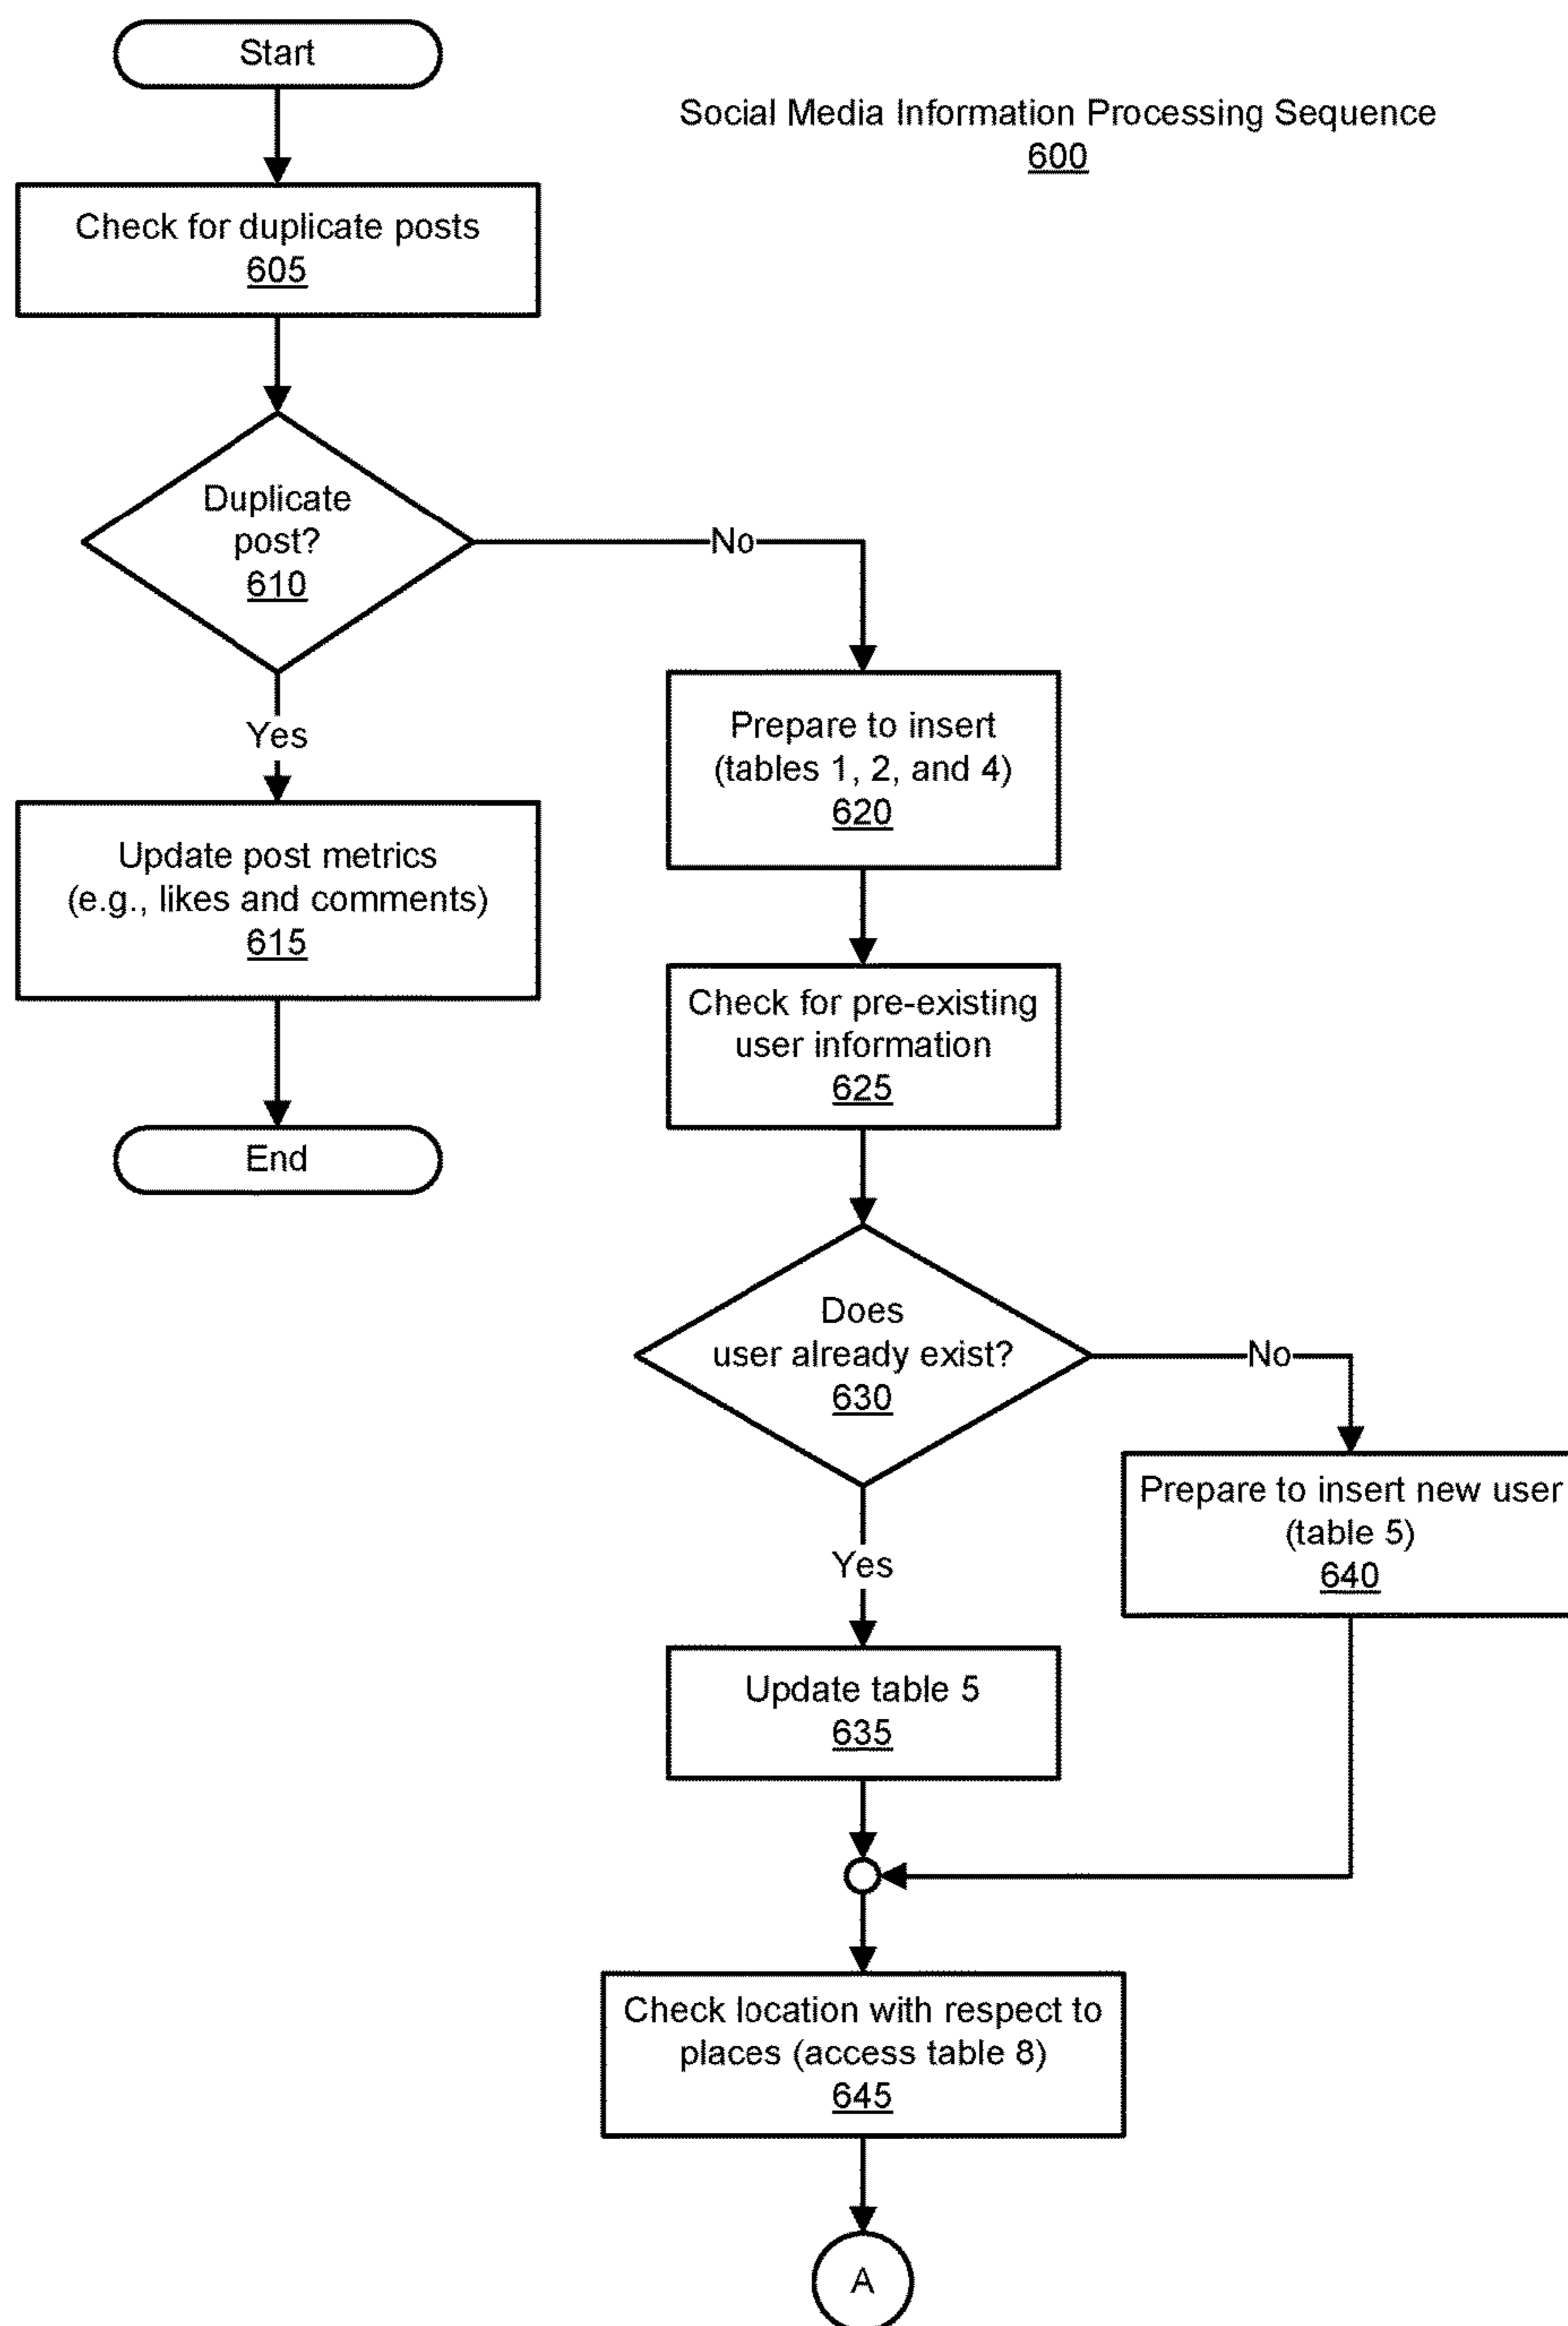 Start
Social Media Information Processing Sequence
600
Check for duplicate posts
605
Duplicate
post?
610
No
Yes
Prepare to insert
(tables 1, 2, and 4)
620
Update post metrics
(e.g., likes and comments)
615
Check for pre-existing
user information
625
End
Does
user already exist?
630
No
Yes
Prepare to insert new user
(table 5)
640
Update table 5
635
Check location with respect to
places (access table 8)
645
A